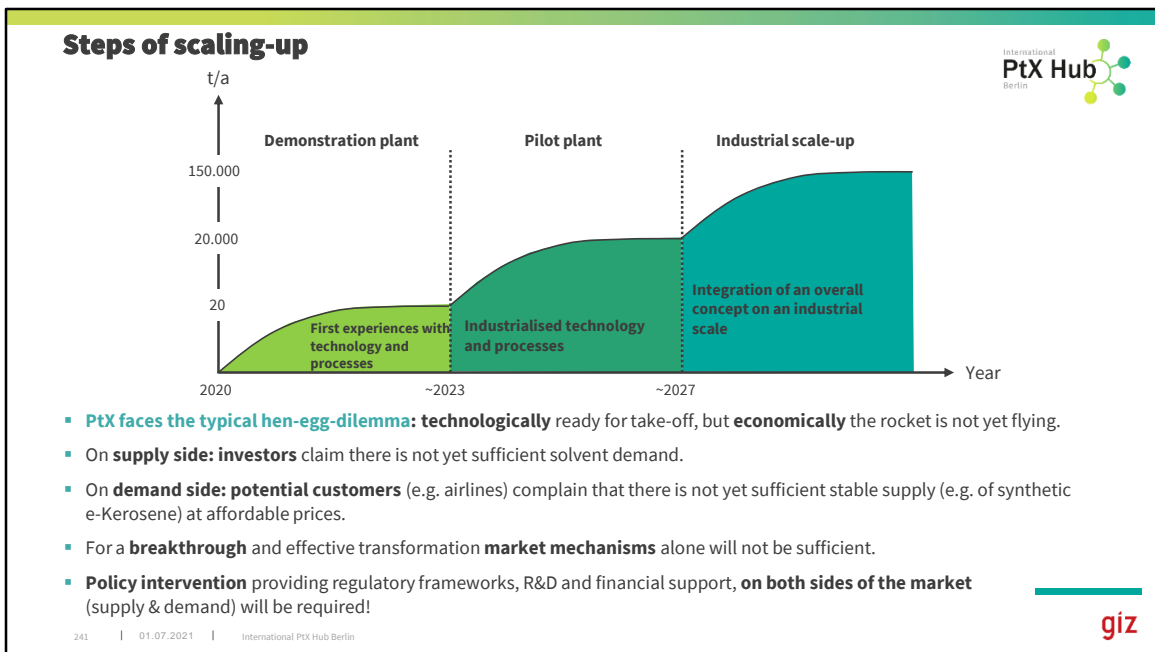 Steps of scaling-up
International
PtX Hub
Berlin
t/a
Demonstration plant
Pilot plant
Industrial scale-up
150.000
20.000
20
First experiences with
technology and
processes
Industrialised technology
and processes
Integration of an overall
concept on an industrial
scale
2020
~2023
~2027
Year
▪ PtX faces the typical hen-egg-dilemma: technologically ready for take-off, but economically the rocket is not yet flying.
▪ On supply side: investors claim there is not yet sufficient solvent demand.
▪ On demand side: potential customers (e.g. airlines) complain that there is not yet sufficient stable supply (e.g. of synthetic
e-Kerosene) at affordable prices.
▪ For a breakthrough and effective transformation market mechanisms alone will not be sufficient.
▪ Policy intervention providing regulatory frameworks, R&D and financial support, on both sides of the market
(supply & demand) will be required!
241 | 01.07.2021 | International PtX Hub Berlin
giz